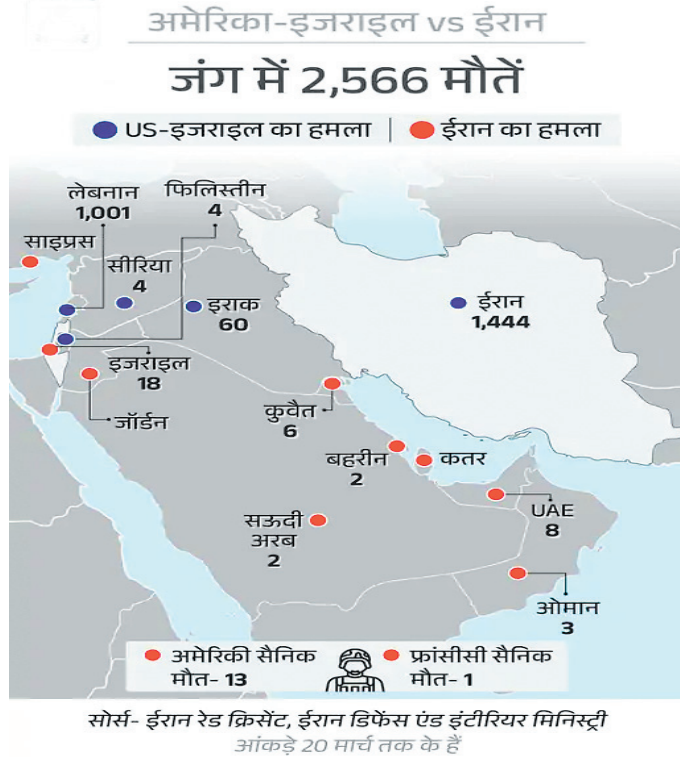 अमेरिका-इजराइल vs ईरान
जंग में 2,566 मौतें
US-इजराइल का हमला | ईरान का हमला
लेबनान
1,001
फिलिस्तीन
4
साइप्रस
सीरिया
4
इराक
60
ईरान
1,444
इजराइल
18
जॉर्डन
कुवैत
6
बहरीन
2
कतर
सऊदी
अरब
2
UAE
8
ओमान
3
अमेरिकी सैनिक
मौत- 13
फ्रांसीसी सैनिक
मौत- 1
सोर्स- ईरान रेड क्रिसेंट, ईरान डिफेंस एंड इंटीरियर मिनिस्ट्री
आंकड़े 20 मार्च तक के हैं